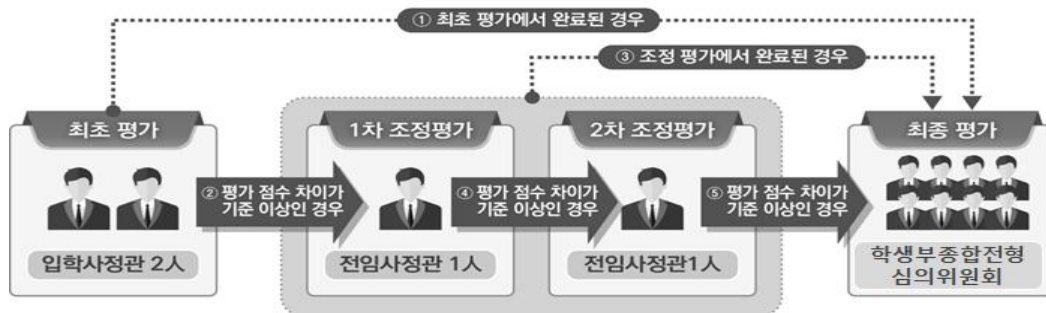 ① 최초 평가에서 완료된 경우
③ 조정 평가에서 완료된 경우
최초 평가
1차 조정평가
2차 조정평가
최종 평가
② 평가 점수 차이가
기준 이상인 경우
④ 평가 점수 차이가
기준 이상인 경우
⑤ 평가 점수 차이가
기준 이상인 경우
입학사정관 2人
전임사정관 1人
전임사정관1人
학생부종합전형
심의위원회